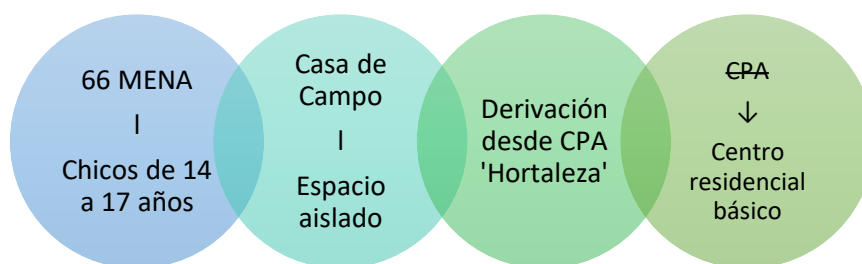 66 MENA
I
Chicos de 14
a 17 años
Casa de
Campo
I
Espacio
aislado
Derivación
desde CPA
'Hortaleza'
CPA
↓
Centro
residencial
básico